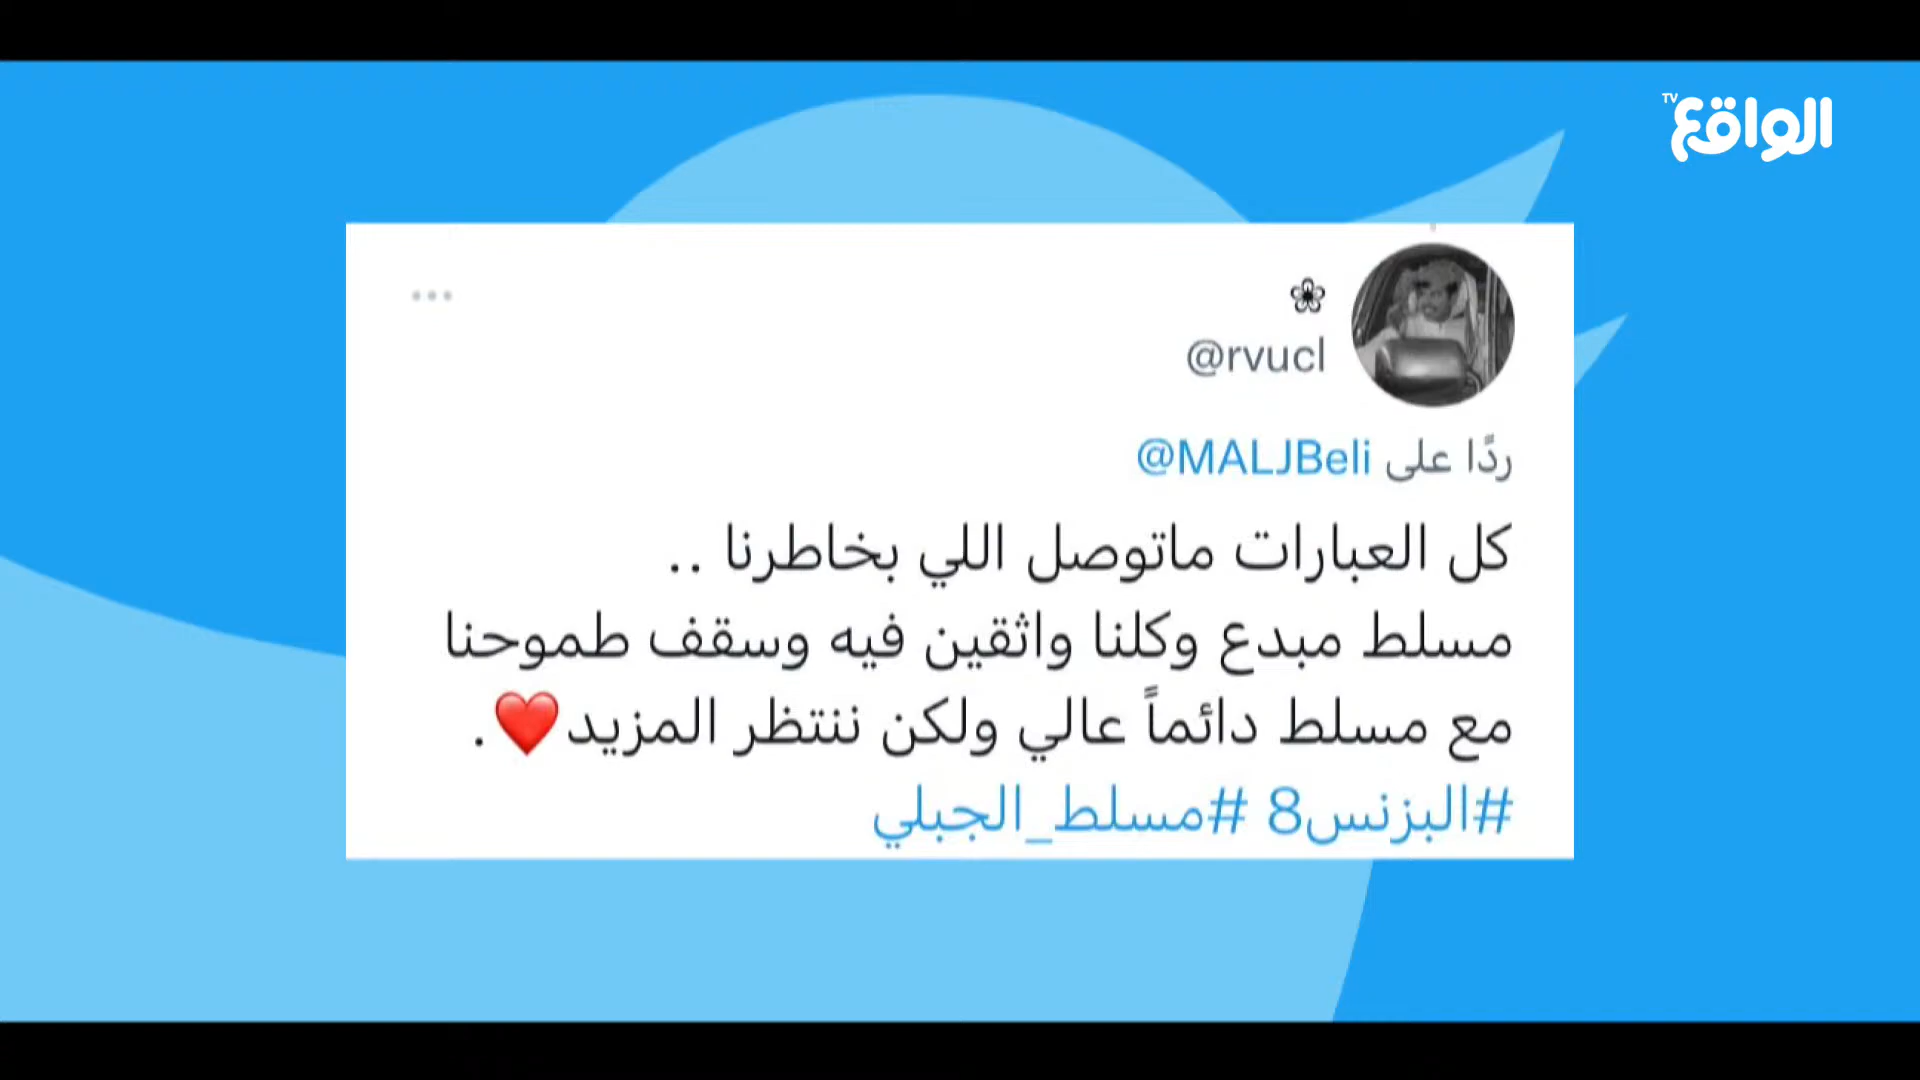 الواقع TV
❀
@rvucl
ردًا على @MALJBeli
كل العبارات ماتوصل اللي بخاطرنا ..
مسلط مبدع وكلنا واثقين فيه وسقف طموحنا
مع مسلط دائماً عالي ولكن ننتظر المزيد❤️.
#البزنس8 #مسلط_الجبلي